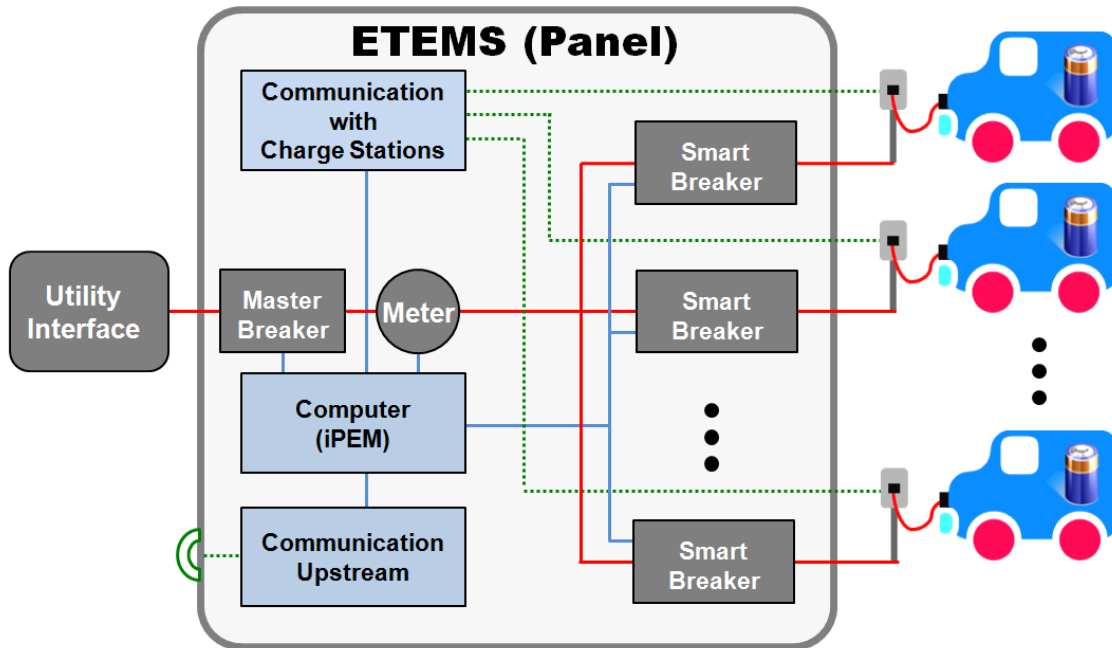 ETEMS (Panel)
Communication
with
Charge Stations
Smart
Breaker
Utility
Interface
Master
Breaker
Meter
Smart
Breaker
Computer
(iPEM)
Communication
Upstream
Smart
Breaker